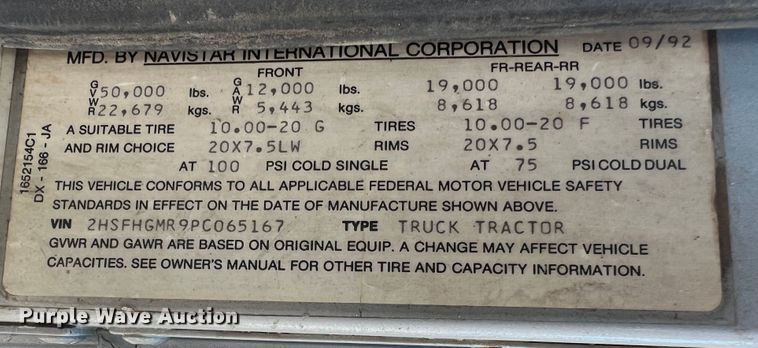 MFD. BY NAVISTAR INTERNATIONAL CORPORATION DATE 09/92
FRONT FR-REAR-RR
GVWR 50,000 lbs. GAWR 12,000 lbs. 19,000 19,000 lbs.
22,679 kgs. 5,443 kgs. 8,618 8,618 kgs.
A SUITABLE TIRE 10.00-20 G TIRES 10.00-20 F TIRES
AND RIM CHOICE 20X7.5LW RIMS 20X7.5 RIMS
AT 100 PSI COLD SINGLE AT 75 PSI COLD DUAL
THIS VEHICLE CONFORMS TO ALL APPLICABLE FEDERAL MOTOR VEHICLE SAFETY
STANDARDS IN EFFECT ON THE DATE OF MANUFACTURE SHOWN ABOVE.
VIN 2HSFHGMR9PC065167 TYPE TRUCK TRACTOR
GVWR AND GAWR ARE BASED ON ORIGINAL EQUIP. A CHANGE MAY AFFECT VEHICLE
CAPACITIES. SEE OWNER'S MANUAL FOR OTHER TIRE AND CAPACITY INFORMATION.
1652154C1
DX - 166 - JA
Purple Wave Auction